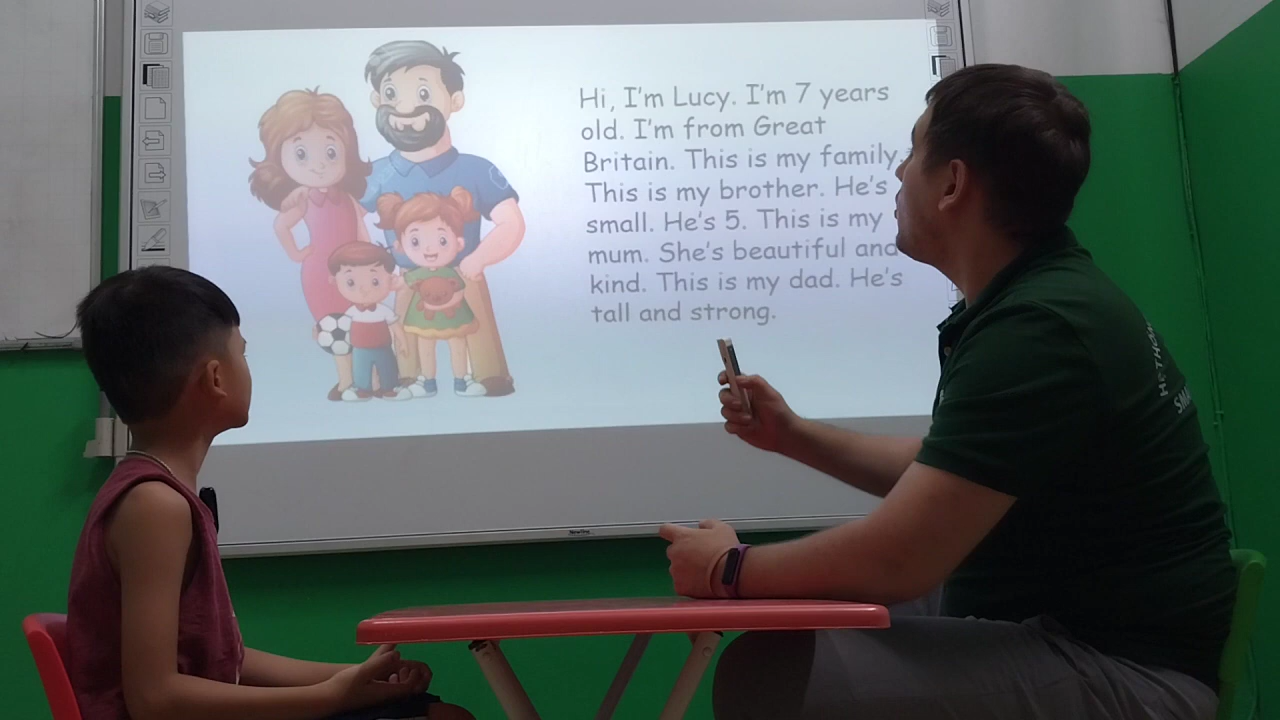 Hi, I'm Lucy. I'm 7 years
old. I'm from Great
Britain. This is my family.
This is my brother. He's
small. He's 5. This is my
mum. She's beautiful and
kind. This is my dad. He's
tall and strong.